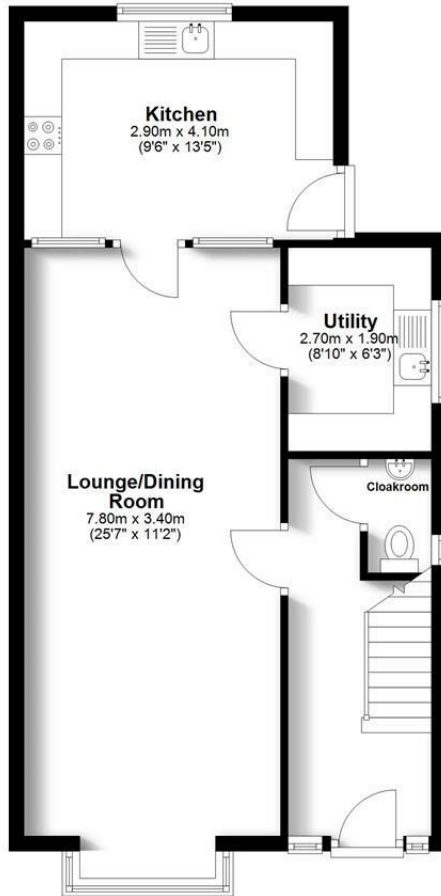 Kitchen
2.90m x 4.10m
(9'6" x 13'5")
Utility
2.70m x 1.90m
(8'10" x 6'3")
Cloakroom
Lounge/Dining
Room
7.80m x 3.40m
(25'7" x 11'2")